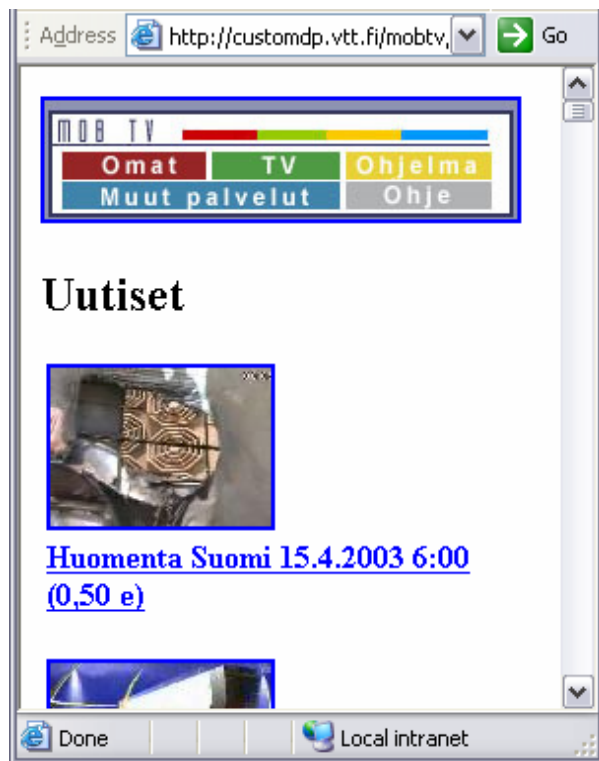 Address http://customdp.vtt.fi/mobtv, Go
MOB TV
Omat TV Ohjelma
Muut palvelut Ohje
Uutiset
Huomenta Suomi 15.4.2003 6:00
(0,50 e)
Done Local intranet